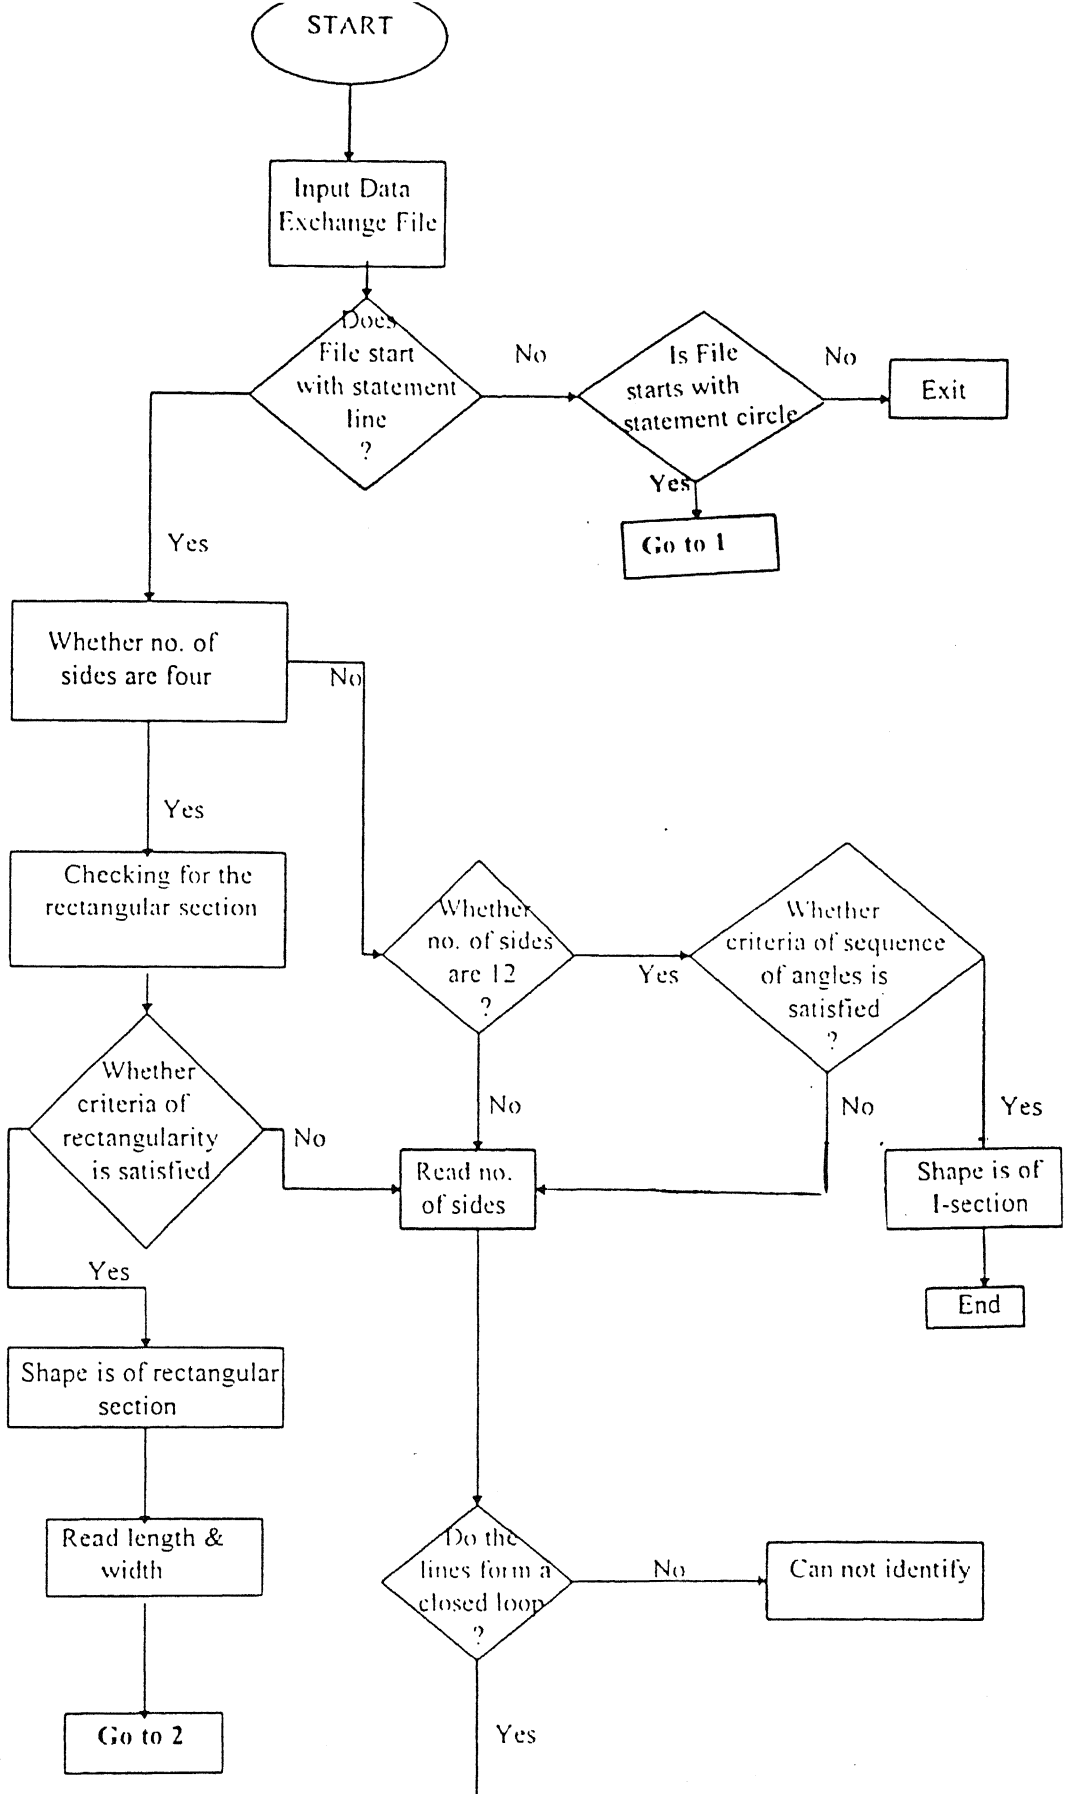 START
Input Data
Exchange File
Does
File start
with statement
line
?
No
Is File
starts with
statement circle
No
Exit
Yes
Go to 1
Yes
Whether no. of
sides are four
No
Yes
Checking for the
rectangular section
Whether
no. of sides
are 12
?
Yes
Whether
criteria of sequence
of angles is
satisfied
?
Whether
criteria of
rectangularity
is satisfied
No
No
No
Yes
Read no.
of sides
Shape is of
I-section
End
Yes
Shape is of rectangular
section
Read length &
width
Do the
lines form a
closed loop
?
No
Can not identify
Go to 2
Yes